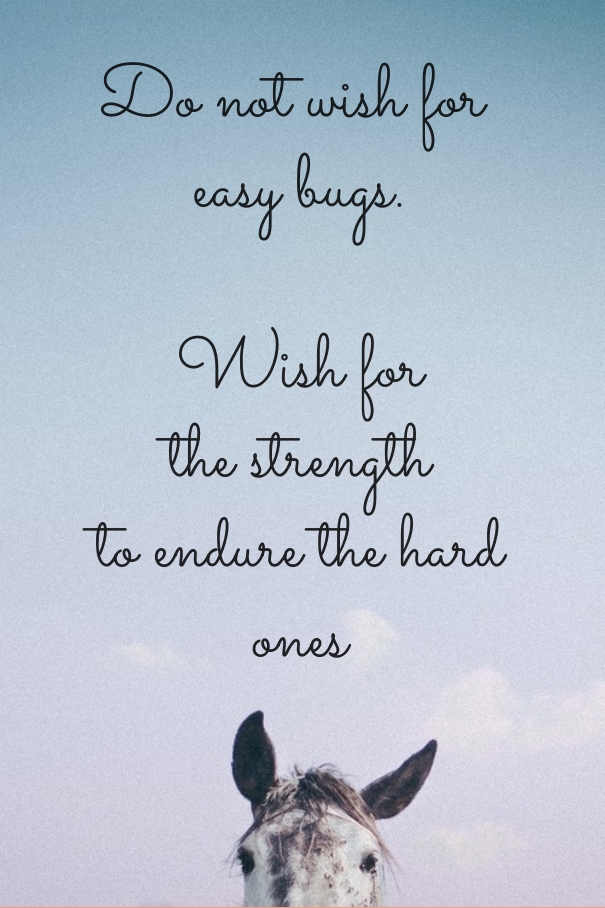 Do not wish for
easy bugs.
Wish for
the strength
to endure the hard
ones